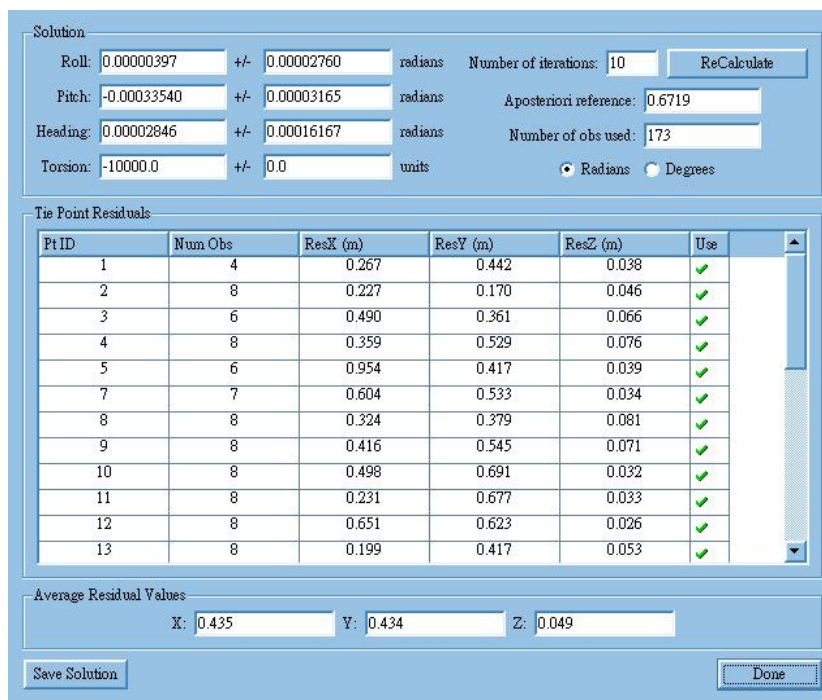 Solution
Roll: 0.00000397 +/- 0.00002760 radians Number of iterations: 10 ReCalculate
Pitch: -0.00033540 +/- 0.00003165 radians Aposteriori reference: 0.6719
Heading: 0.00002846 +/- 0.00016167 radians Number of obs used: 173
Torsion: -10000.0 +/- 0.0 units Radians Degrees
Tie Point Residuals
Pt ID Num Obs ResX (m) ResY (m) ResZ (m) Use
1 4 0.267 0.442 0.038
2 8 0.227 0.170 0.046
3 6 0.490 0.361 0.066
4 8 0.359 0.529 0.076
5 6 0.954 0.417 0.039
7 7 0.604 0.533 0.034
8 8 0.324 0.379 0.081
9 8 0.416 0.545 0.071
10 8 0.498 0.691 0.032
11 8 0.231 0.677 0.033
12 8 0.651 0.623 0.026
13 8 0.199 0.417 0.053
Average Residual Values
X: 0.435 Y: 0.434 Z: 0.049
Save Solution Done